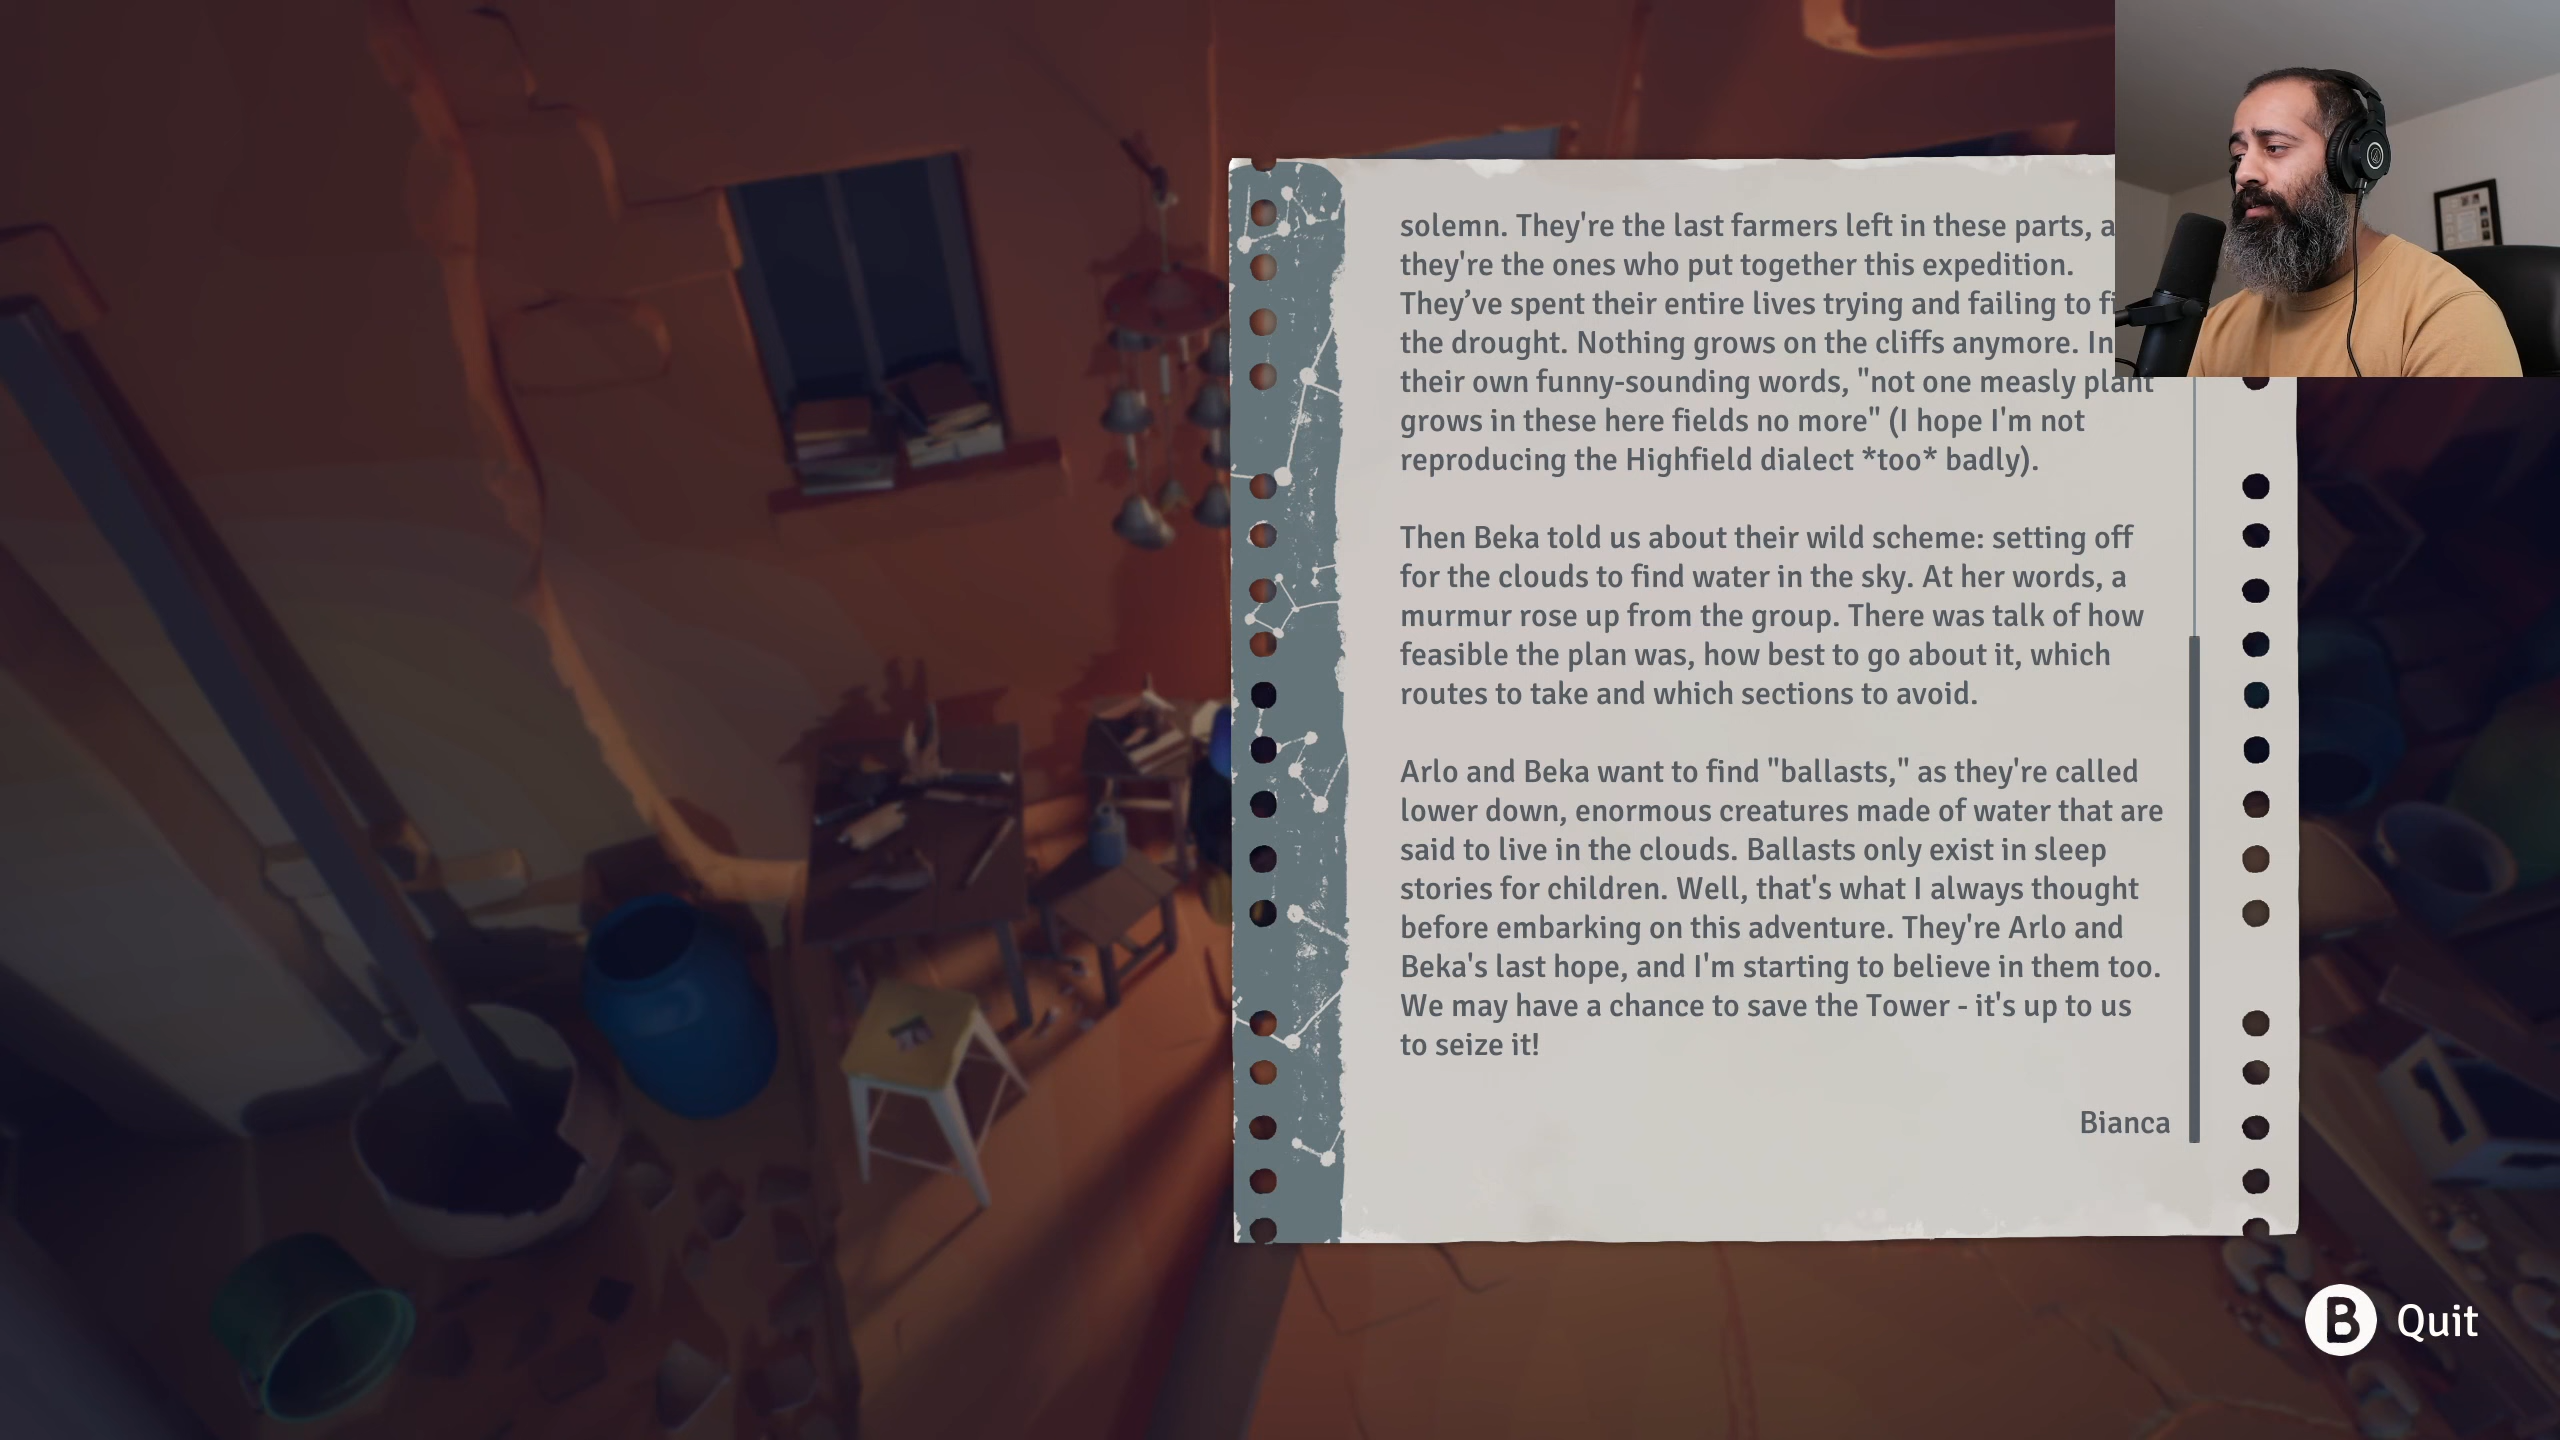 solemn. They're the last farmers left in these parts, a
they're the ones who put together this expedition.
They’ve spent their entire lives trying and failing to fi
the drought. Nothing grows on the cliffs anymore. In
their own funny-sounding words, "not one measly plant
grows in these here fields no more" (I hope I'm not
reproducing the Highfield dialect *too* badly).
Then Beka told us about their wild scheme: setting off
for the clouds to find water in the sky. At her words, a
murmur rose up from the group. There was talk of how
feasible the plan was, how best to go about it, which
routes to take and which sections to avoid.
Arlo and Beka want to find "ballasts," as they're called
lower down, enormous creatures made of water that are
said to live in the clouds. Ballasts only exist in sleep
stories for children. Well, that's what I always thought
before embarking on this adventure. They're Arlo and
Beka's last hope, and I'm starting to believe in them too.
We may have a chance to save the Tower - it's up to us
to seize it!
Bianca
B Quit